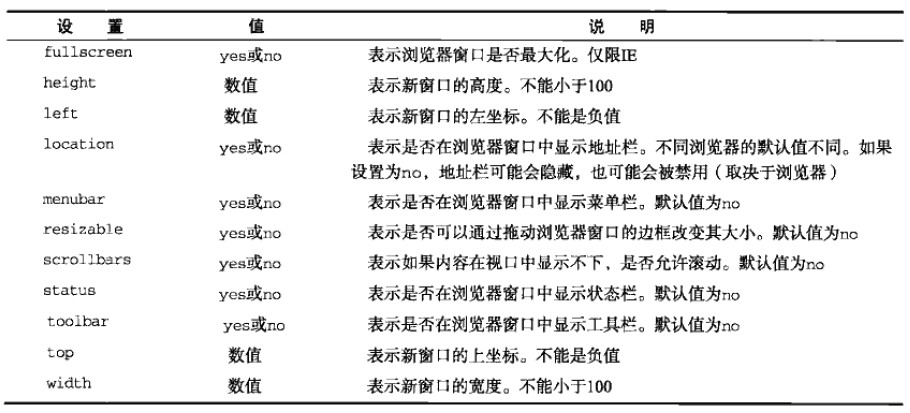 设 置 值 说 明
fullscreen yes或no 表示浏览器窗口是否最大化。仅限IE
height 数值 表示新窗口的高度。不能小于100
left 数值 表示新窗口的左坐标。不能是负值
location yes或no 表示是否在浏览器窗口中显示地址栏。不同浏览器的默认值不同。如果
设置为no，地址栏可能会隐藏，也可能会被禁用（取决于浏览器）
menubar yes或no 表示是否在浏览器窗口中显示菜单栏。默认值为no
resizable yes或no 表示是否可以通过拖动浏览器窗口的边框改变其大小。默认值为no
scrollbars yes或no 表示如果内容在视口中显示不下，是否允许滚动。默认值为no
status yes或no 表示是否在浏览器窗口中显示状态栏。默认值为no
toolbar yes或no 表示是否在浏览器窗口中显示工具栏。默认值为no
top 数值 表示新窗口的上坐标。不能是负值
width 数值 表示新窗口的宽度。不能小于100